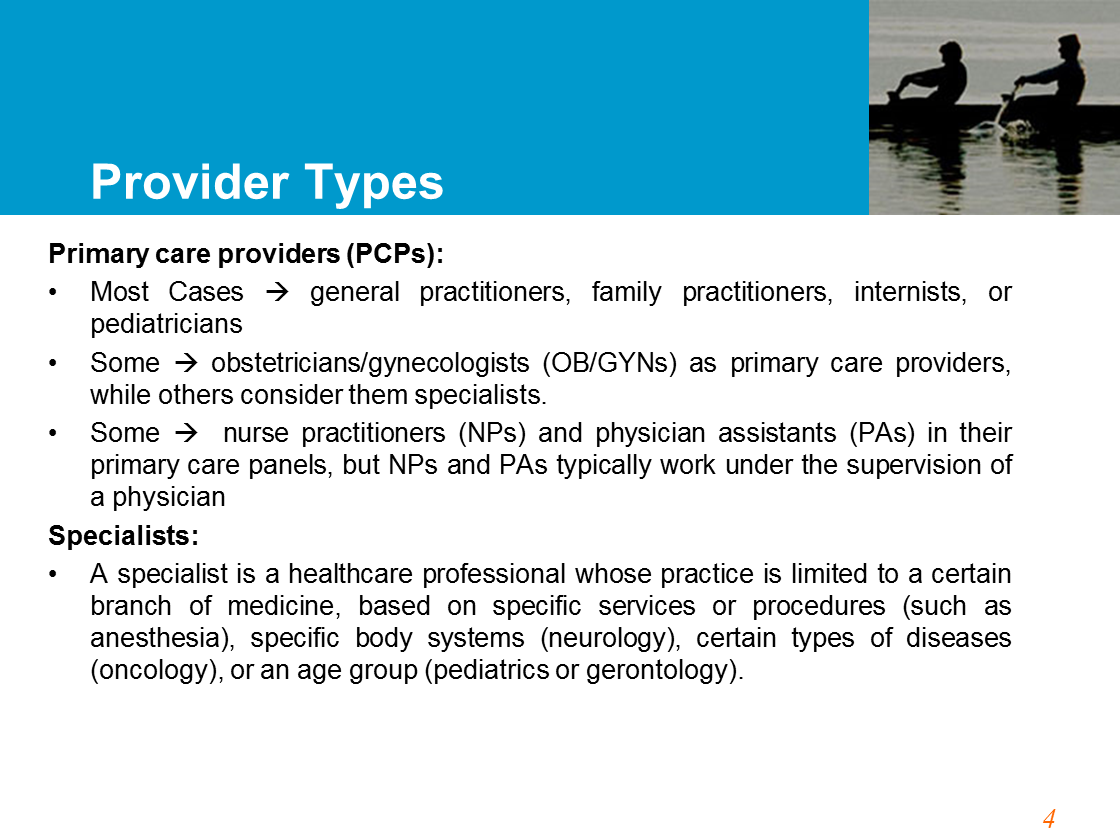 Provider Types
Primary care providers (PCPs):
• Most Cases → general practitioners, family practitioners, internists, or
pediatricians
• Some → obstetricians/gynecologists (OB/GYNs) as primary care providers,
while others consider them specialists.
• Some → nurse practitioners (NPs) and physician assistants (PAs) in their
primary care panels, but NPs and PAs typically work under the supervision of
a physician
Specialists:
• A specialist is a healthcare professional whose practice is limited to a certain
branch of medicine, based on specific services or procedures (such as
anesthesia), specific body systems (neurology), certain types of diseases
(oncology), or an age group (pediatrics or gerontology).
4